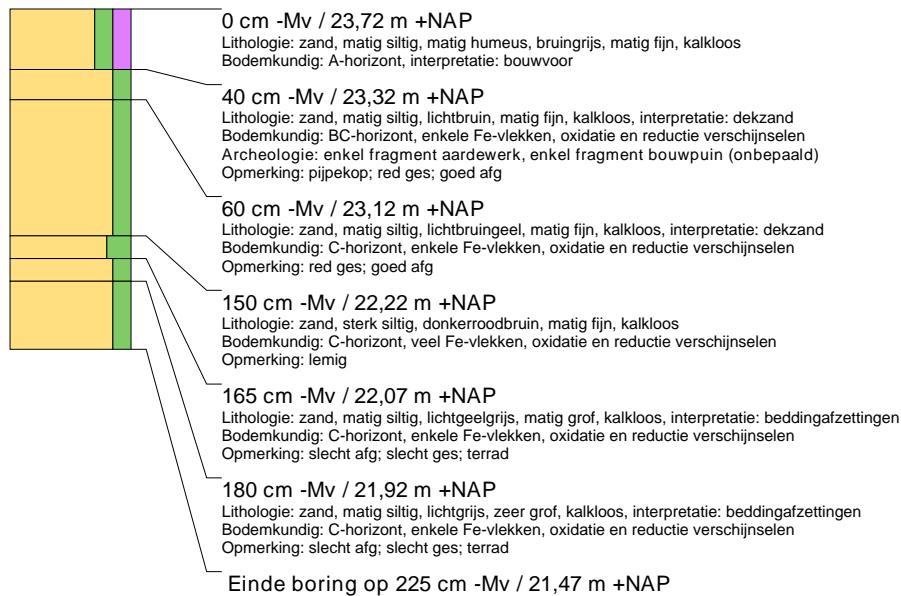 0 cm -Mv / 23,72 m +NAP
Lithologie: zand, matig siltig, matig humeus, bruingrijs, matig fijn, kalkloos
Bodemkundig: A-horizont, interpretatie: bouwvoor
40 cm -Mv / 23,32 m +NAP
Lithologie: zand, matig siltig, lichtbruin, matig fijn, kalkloos, interpretatie: dekzand
Bodemkundig: BC-horizont, enkele Fe-vlekken, oxidatie en reductie verschijnselen
Archeologie: enkel fragment aardewerk, enkel fragment bouwpuin (onbepaald)
Opmerking: pijpekop; red ges; goed afg
60 cm -Mv / 23,12 m +NAP
Lithologie: zand, matig siltig, lichtbruingeel, matig fijn, kalkloos, interpretatie: dekzand
Bodemkundig: C-horizont, enkele Fe-vlekken, oxidatie en reductie verschijnselen
Opmerking: red ges; goed afg
150 cm -Mv / 22,22 m +NAP
Lithologie: zand, sterk siltig, donkerroodbruin, matig fijn, kalkloos
Bodemkundig: C-horizont, veel Fe-vlekken, oxidatie en reductie verschijnselen
Opmerking: lemig
165 cm -Mv / 22,07 m +NAP
Lithologie: zand, matig siltig, lichtgeelgrijs, matig grof, kalkloos, interpretatie: beddingafzettingen
Bodemkundig: C-horizont, enkele Fe-vlekken, oxidatie en reductie verschijnselen
Opmerking: slecht afg; slecht ges; terrad
180 cm -Mv / 21,92 m +NAP
Lithologie: zand, matig siltig, lichtgrijs, zeer grof, kalkloos, interpretatie: beddingafzettingen
Bodemkundig: C-horizont, enkele Fe-vlekken, oxidatie en reductie verschijnselen
Opmerking: slecht afg; slecht ges; terrad
Einde boring op 225 cm -Mv / 21,47 m +NAP